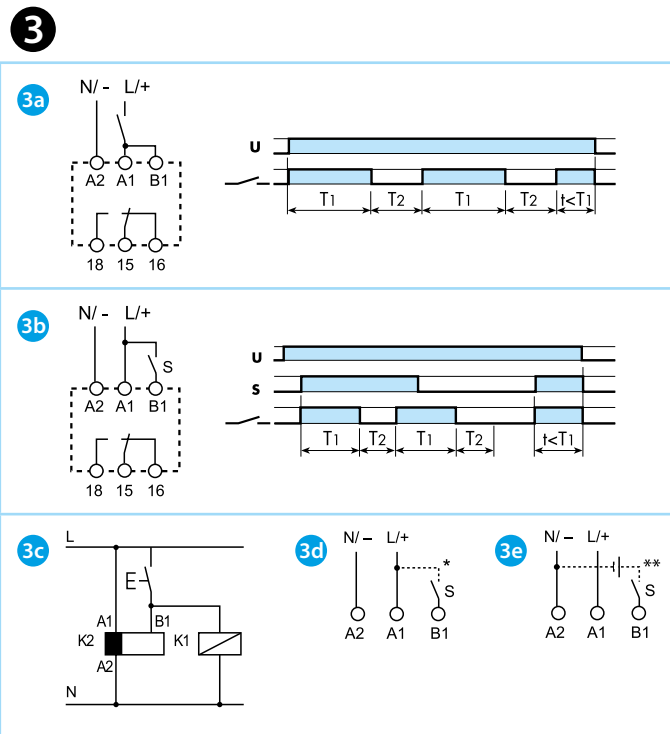 3
3a
N/ - L/+
A2 A1 B1
18 15 16
U
T1 T2 T1 T2 t<T1
3b
N/ - L/+
S
A2 A1 B1
18 15 16
U
S
T1 T2 T1 T2 t<T1
3c
L
E
A1 B1
K2 K1
A2
N
3d
N/ - L/+
*
S
A2 A1 B1
3e
N/ - L/+
**
S
A2 A1 B1